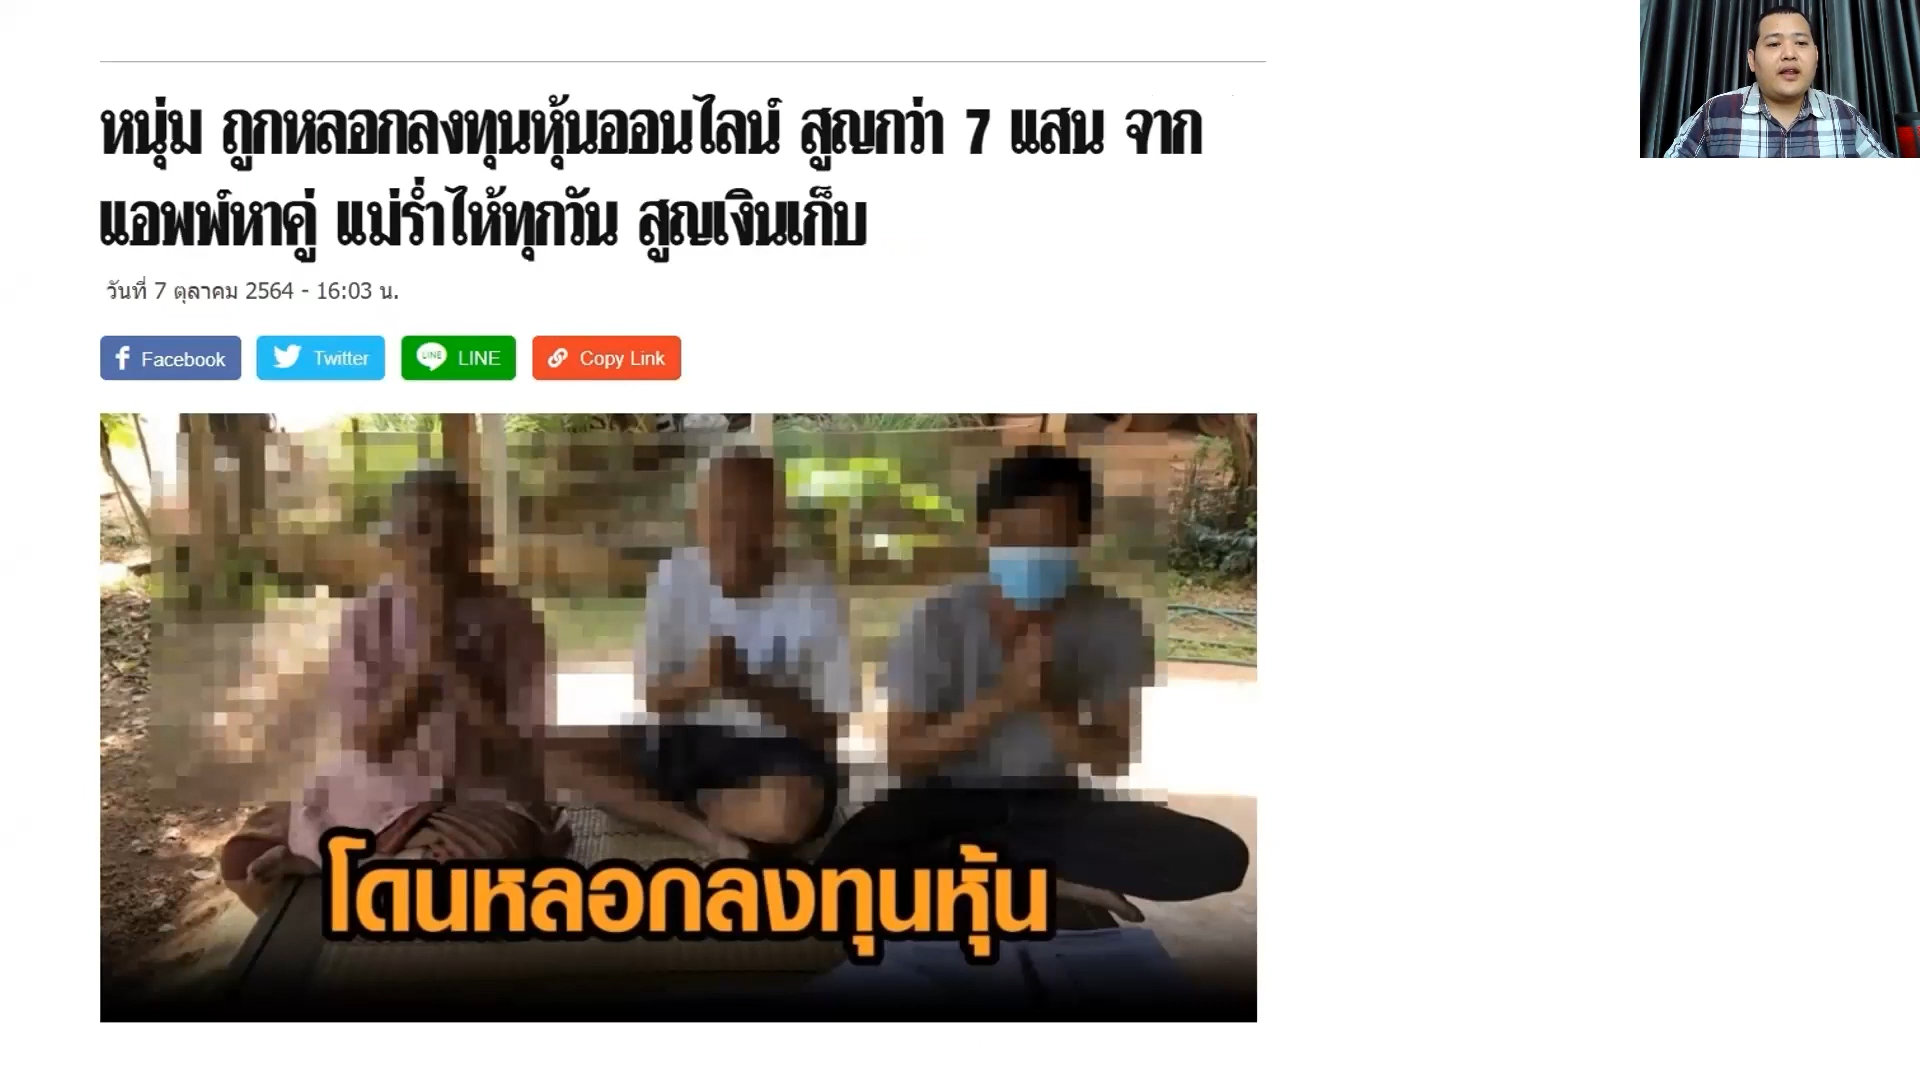 หนุ่ม ถูกหลอกลงทุนหุ้นออนไลน์ สูญกว่า 7 แสน จาก
แอพพ์หาคู่ แม่ร่ำไห้ทุกวัน สูญเงินเก็บ
วันที่ 7 ตุลาคม 2564 - 16:03 น.
Facebook Twitter LINE LINE Copy Link
โดนหลอกลงทุนหุ้น